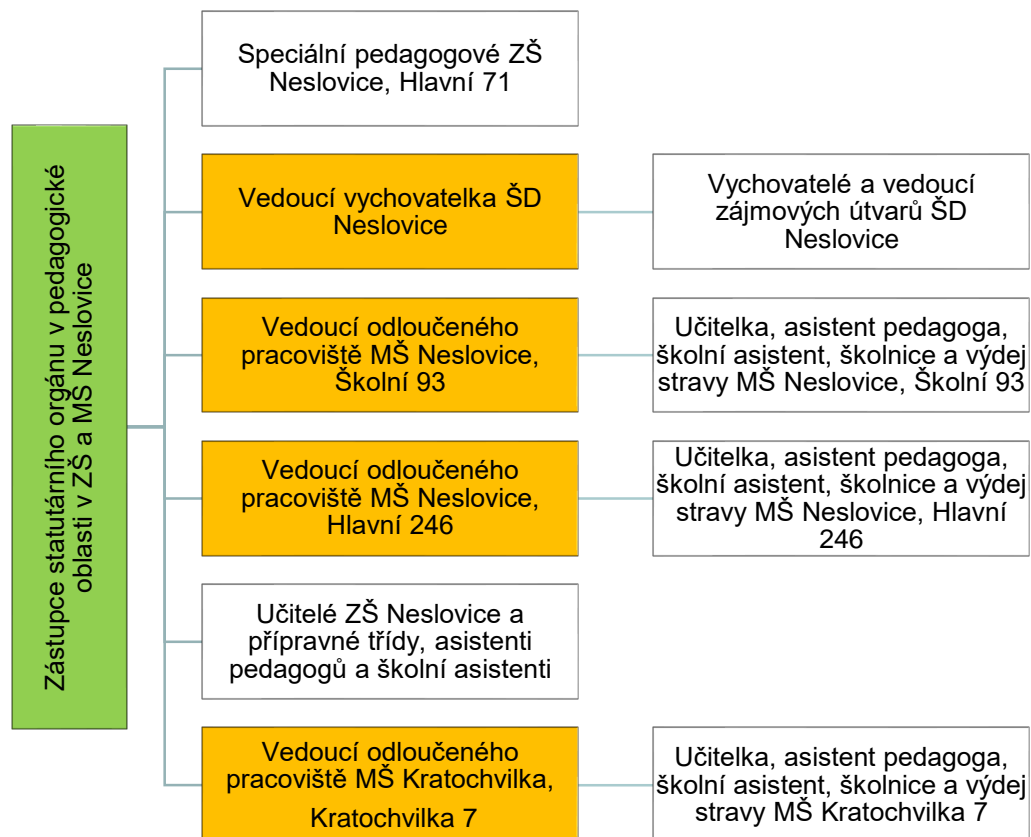 Zástupce statutárního orgánu v pedagogické
oblasti v ZŠ a MŠ Neslovice
Speciální pedagogové ZŠ
Neslovice, Hlavní 71
Vedoucí vychovatelka ŠD
Neslovice
Vychovatelé a vedoucí
zájmových útvarů ŠD
Neslovice
Vedoucí odloučeného
pracoviště MŠ Neslovice,
Školní 93
Učitelka, asistent pedagoga,
školní asistent, školnice a výdej
stravy MŠ Neslovice, Školní 93
Vedoucí odloučeného
pracoviště MŠ Neslovice,
Hlavní 246
Učitelka, asistent pedagoga,
školní asistent, školnice a výdej
stravy MŠ Neslovice, Hlavní
246
Učitelé ZŠ Neslovice a
přípravné třídy, asistenti
pedagogů a školní asistenti
Vedoucí odloučeného
pracoviště MŠ Kratochvilka,
Kratochvilka 7
Učitelka, asistent pedagoga,
školní asistent, školnice a výdej
stravy MŠ Kratochvilka 7